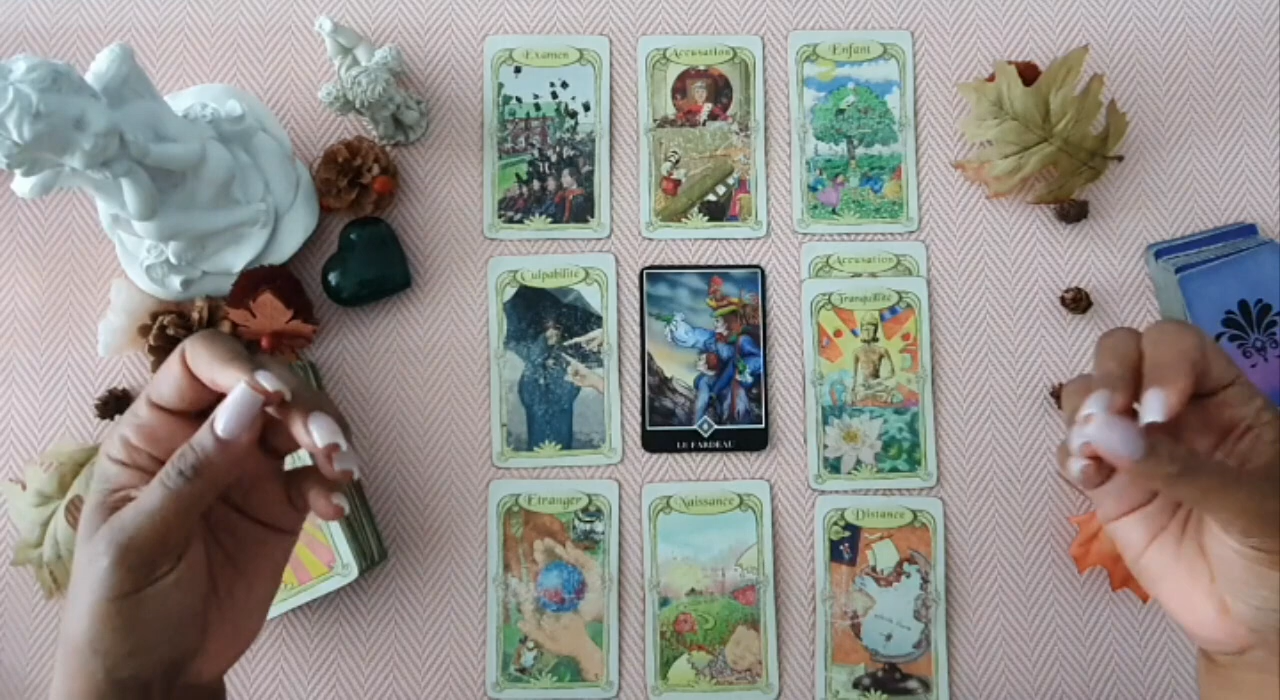 Examen
Accusation
Enfant
Culpabilité
Accusation
Tranquillité
LE FARDEAU
Etranger
Naissance
Distance